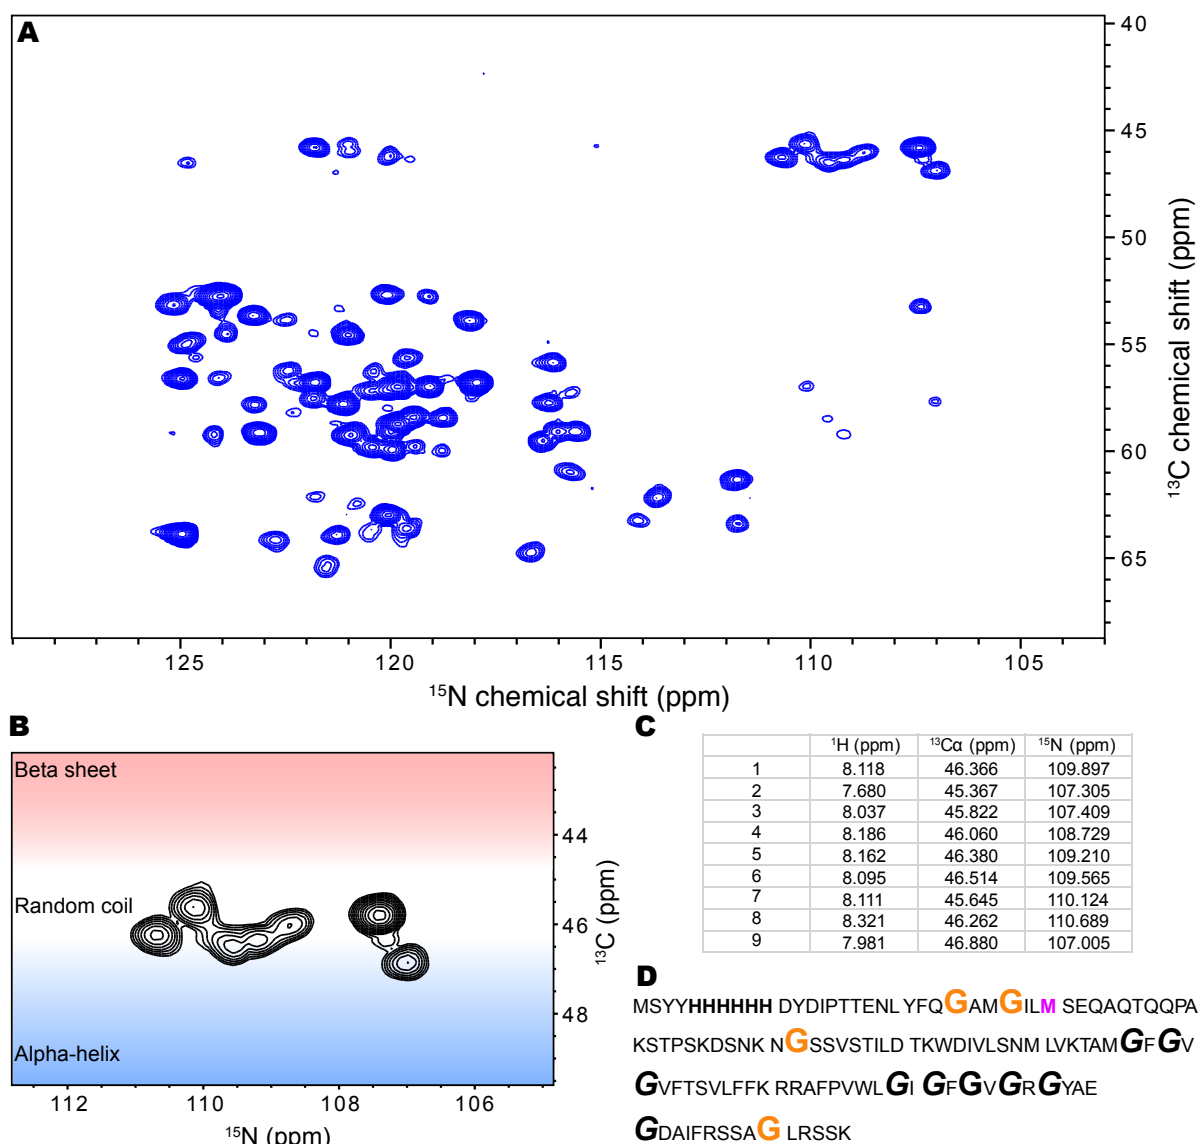 A
40
45
50
55
60
65
13C chemical shift (ppm)
125 120 115 110 105
15N chemical shift (ppm)
B
Beta sheet
Random coil
Alpha-helix
44
46
48
13C (ppm)
112 110 108 106
15N (ppm)
C
1H (ppm) 13Cα (ppm) 15N (ppm)
1 8.118 46.366 109.897
2 7.680 45.367 107.305
3 8.037 45.822 107.409
4 8.186 46.060 108.729
5 8.162 46.380 109.210
6 8.095 46.514 109.565
7 8.111 45.645 110.124
8 8.321 46.262 110.689
9 7.981 46.880 107.005
D
MSYYHHHHHH DYDIPTTENL YFQGAMGILM SEQAQTQQPA
KSTPSKDSNK NGSSVSTILD TKWDIVLSNM LVKTAMGFGV
GVFTSVLFFK RRAFPVWLGI GFGVGRGYAE
GDAIFRSSAG LRSSK